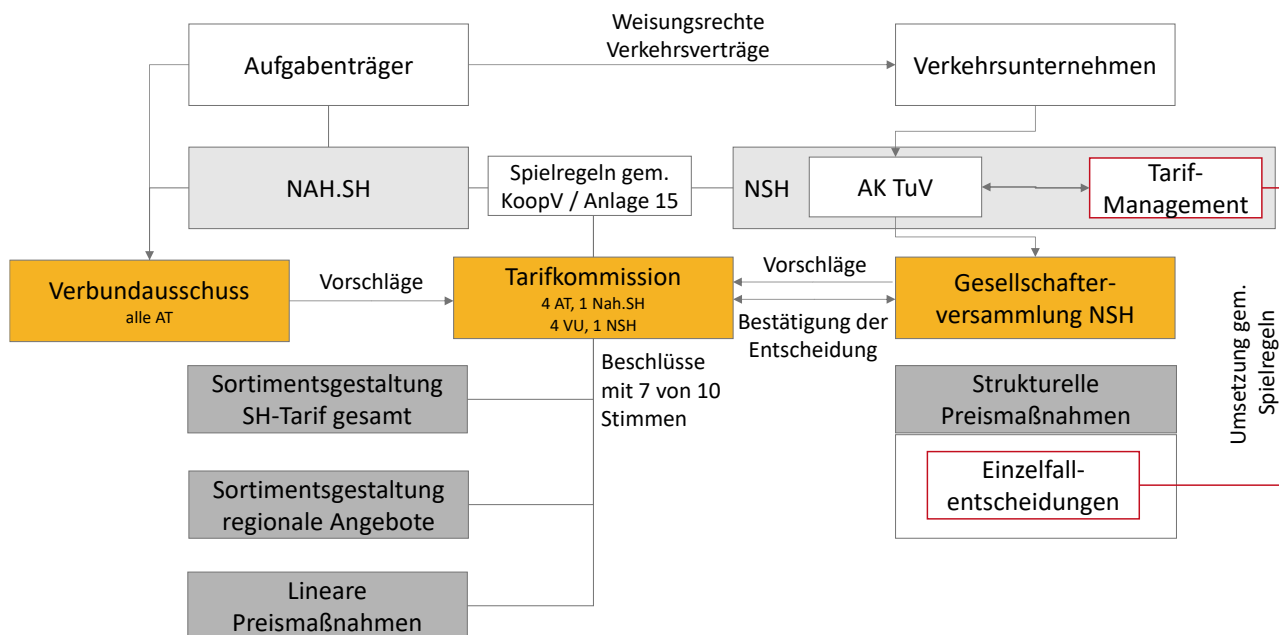 Weisungsrechte
Verkehrsverträge
Aufgabenträger
Verkehrsunternehmen
NAH.SH
Spielregeln gem.
KoopV / Anlage 15
NSH
AK TuV
Tarif-
Management
Verbundausschuss
alle AT
Vorschläge
Tarifkommission
4 AT, 1 Nah.SH
4 VU, 1 NSH
Vorschläge
Bestätigung der
Entscheidung
Gesellschafter-
versammlung NSH
Umsetzung gem.
Spielregeln
Beschlüsse
mit 7 von 10
Stimmen
Sortimentsgestaltung
SH-Tarif gesamt
Strukturelle
Preismaßnahmen
Sortimentsgestaltung
regionale Angebote
Einzelfall-
entscheidungen
Lineare
Preismaßnahmen